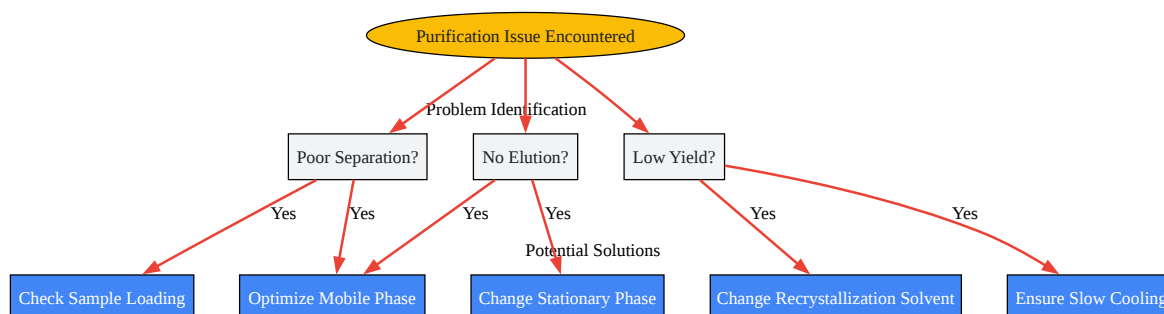 Purification Issue Encountered
Problem Identification
Poor Separation?
No Elution?
Low Yield?
Yes
Yes
Yes
Yes
Yes
Yes
Potential Solutions
Check Sample Loading
Optimize Mobile Phase
Change Stationary Phase
Change Recrystallization Solvent
Ensure Slow Cooling